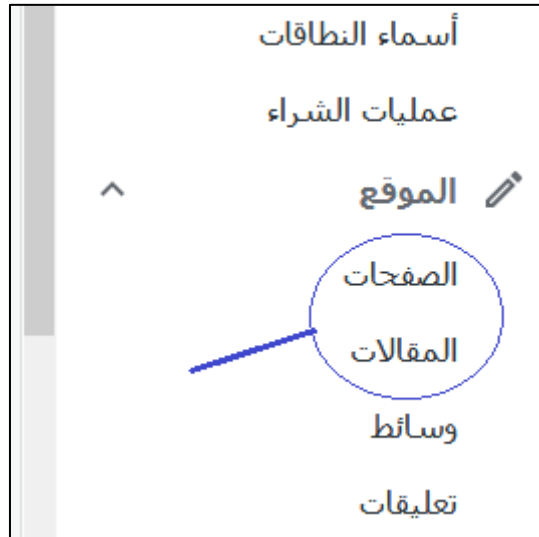 أسماء النطاقات
عمليات الشراء
الموقع
الصفحات
المقالات
وسائط
تعليقات